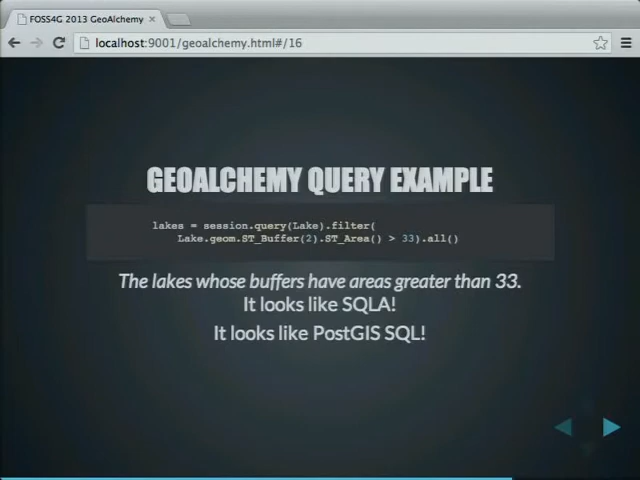 FOSS4G 2013 GeoAlchemy
localhost:9001/geoalchemy.html#/16
GEOALCHEMY QUERY EXAMPLE
lakes = session.query(Lake).filter(
Lake.geom.ST_Buffer(2).ST_Area() > 33).all()
The lakes whose buffers have areas greater than 33.
It looks like SQLA!
It looks like PostGIS SQL!